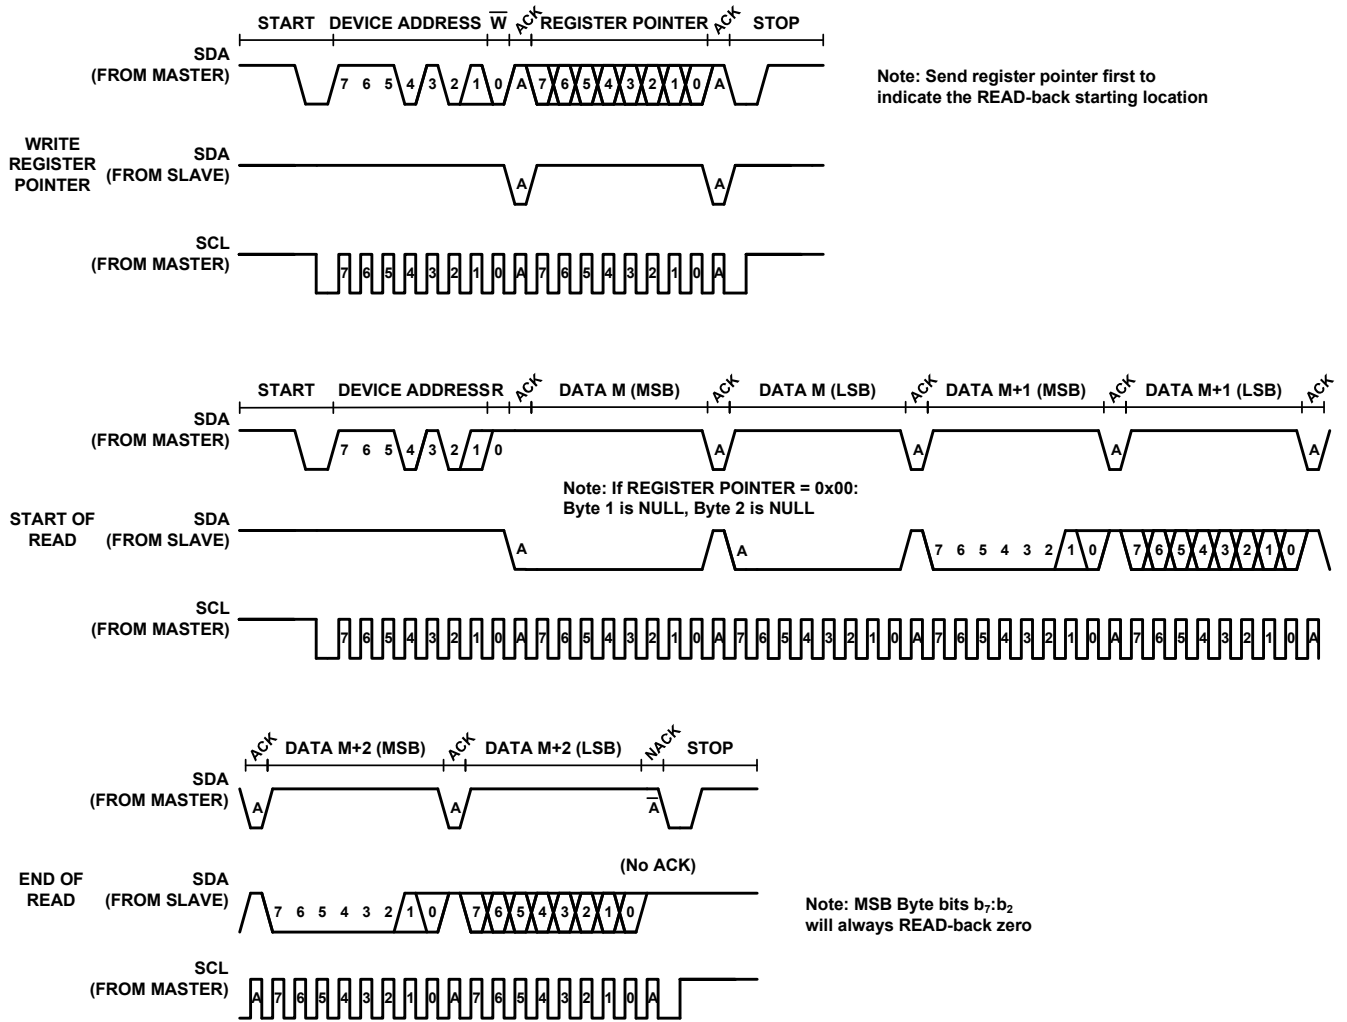 START DEVICE ADDRESS W̅ ACK REGISTER POINTER ACK STOP
SDA
(FROM MASTER)
7 6 5 4 3 2 1 0 A 7 6 5 4 3 2 1 0 A
Note: Send register pointer first to
indicate the READ-back starting location
WRITE
REGISTER
POINTER
SDA
(FROM SLAVE)
A A
SCL
(FROM MASTER)
7 6 5 4 3 2 1 0 A 7 6 5 4 3 2 1 0 A
START DEVICE ADDRESS R ACK DATA M (MSB) ACK DATA M (LSB) ACK DATA M+1 (MSB) ACK DATA M+1 (LSB) ACK
SDA
(FROM MASTER)
7 6 5 4 3 2 1 0 A A A A
Note: If REGISTER POINTER = 0x00:
Byte 1 is NULL, Byte 2 is NULL
START OF
READ
SDA
(FROM SLAVE)
A A 7 6 5 4 3 2 1 0 7 6 5 4 3 2 1 0
SCL
(FROM MASTER)
7 6 5 4 3 2 1 0 A 7 6 5 4 3 2 1 0 A 7 6 5 4 3 2 1 0 A 7 6 5 4 3 2 1 0 A 7 6 5 4 3 2 1 0 A
ACK DATA M+2 (MSB) ACK DATA M+2 (LSB) NACK STOP
SDA
(FROM MASTER)
A A A̅
(No ACK)
END OF
READ
SDA
(FROM SLAVE)
7 6 5 4 3 2 1 0 7 6 5 4 3 2 1 0
Note: MSB Byte bits b₇:b₂
will always READ-back zero
SCL
(FROM MASTER)
A 7 6 5 4 3 2 1 0 A 7 6 5 4 3 2 1 0 A